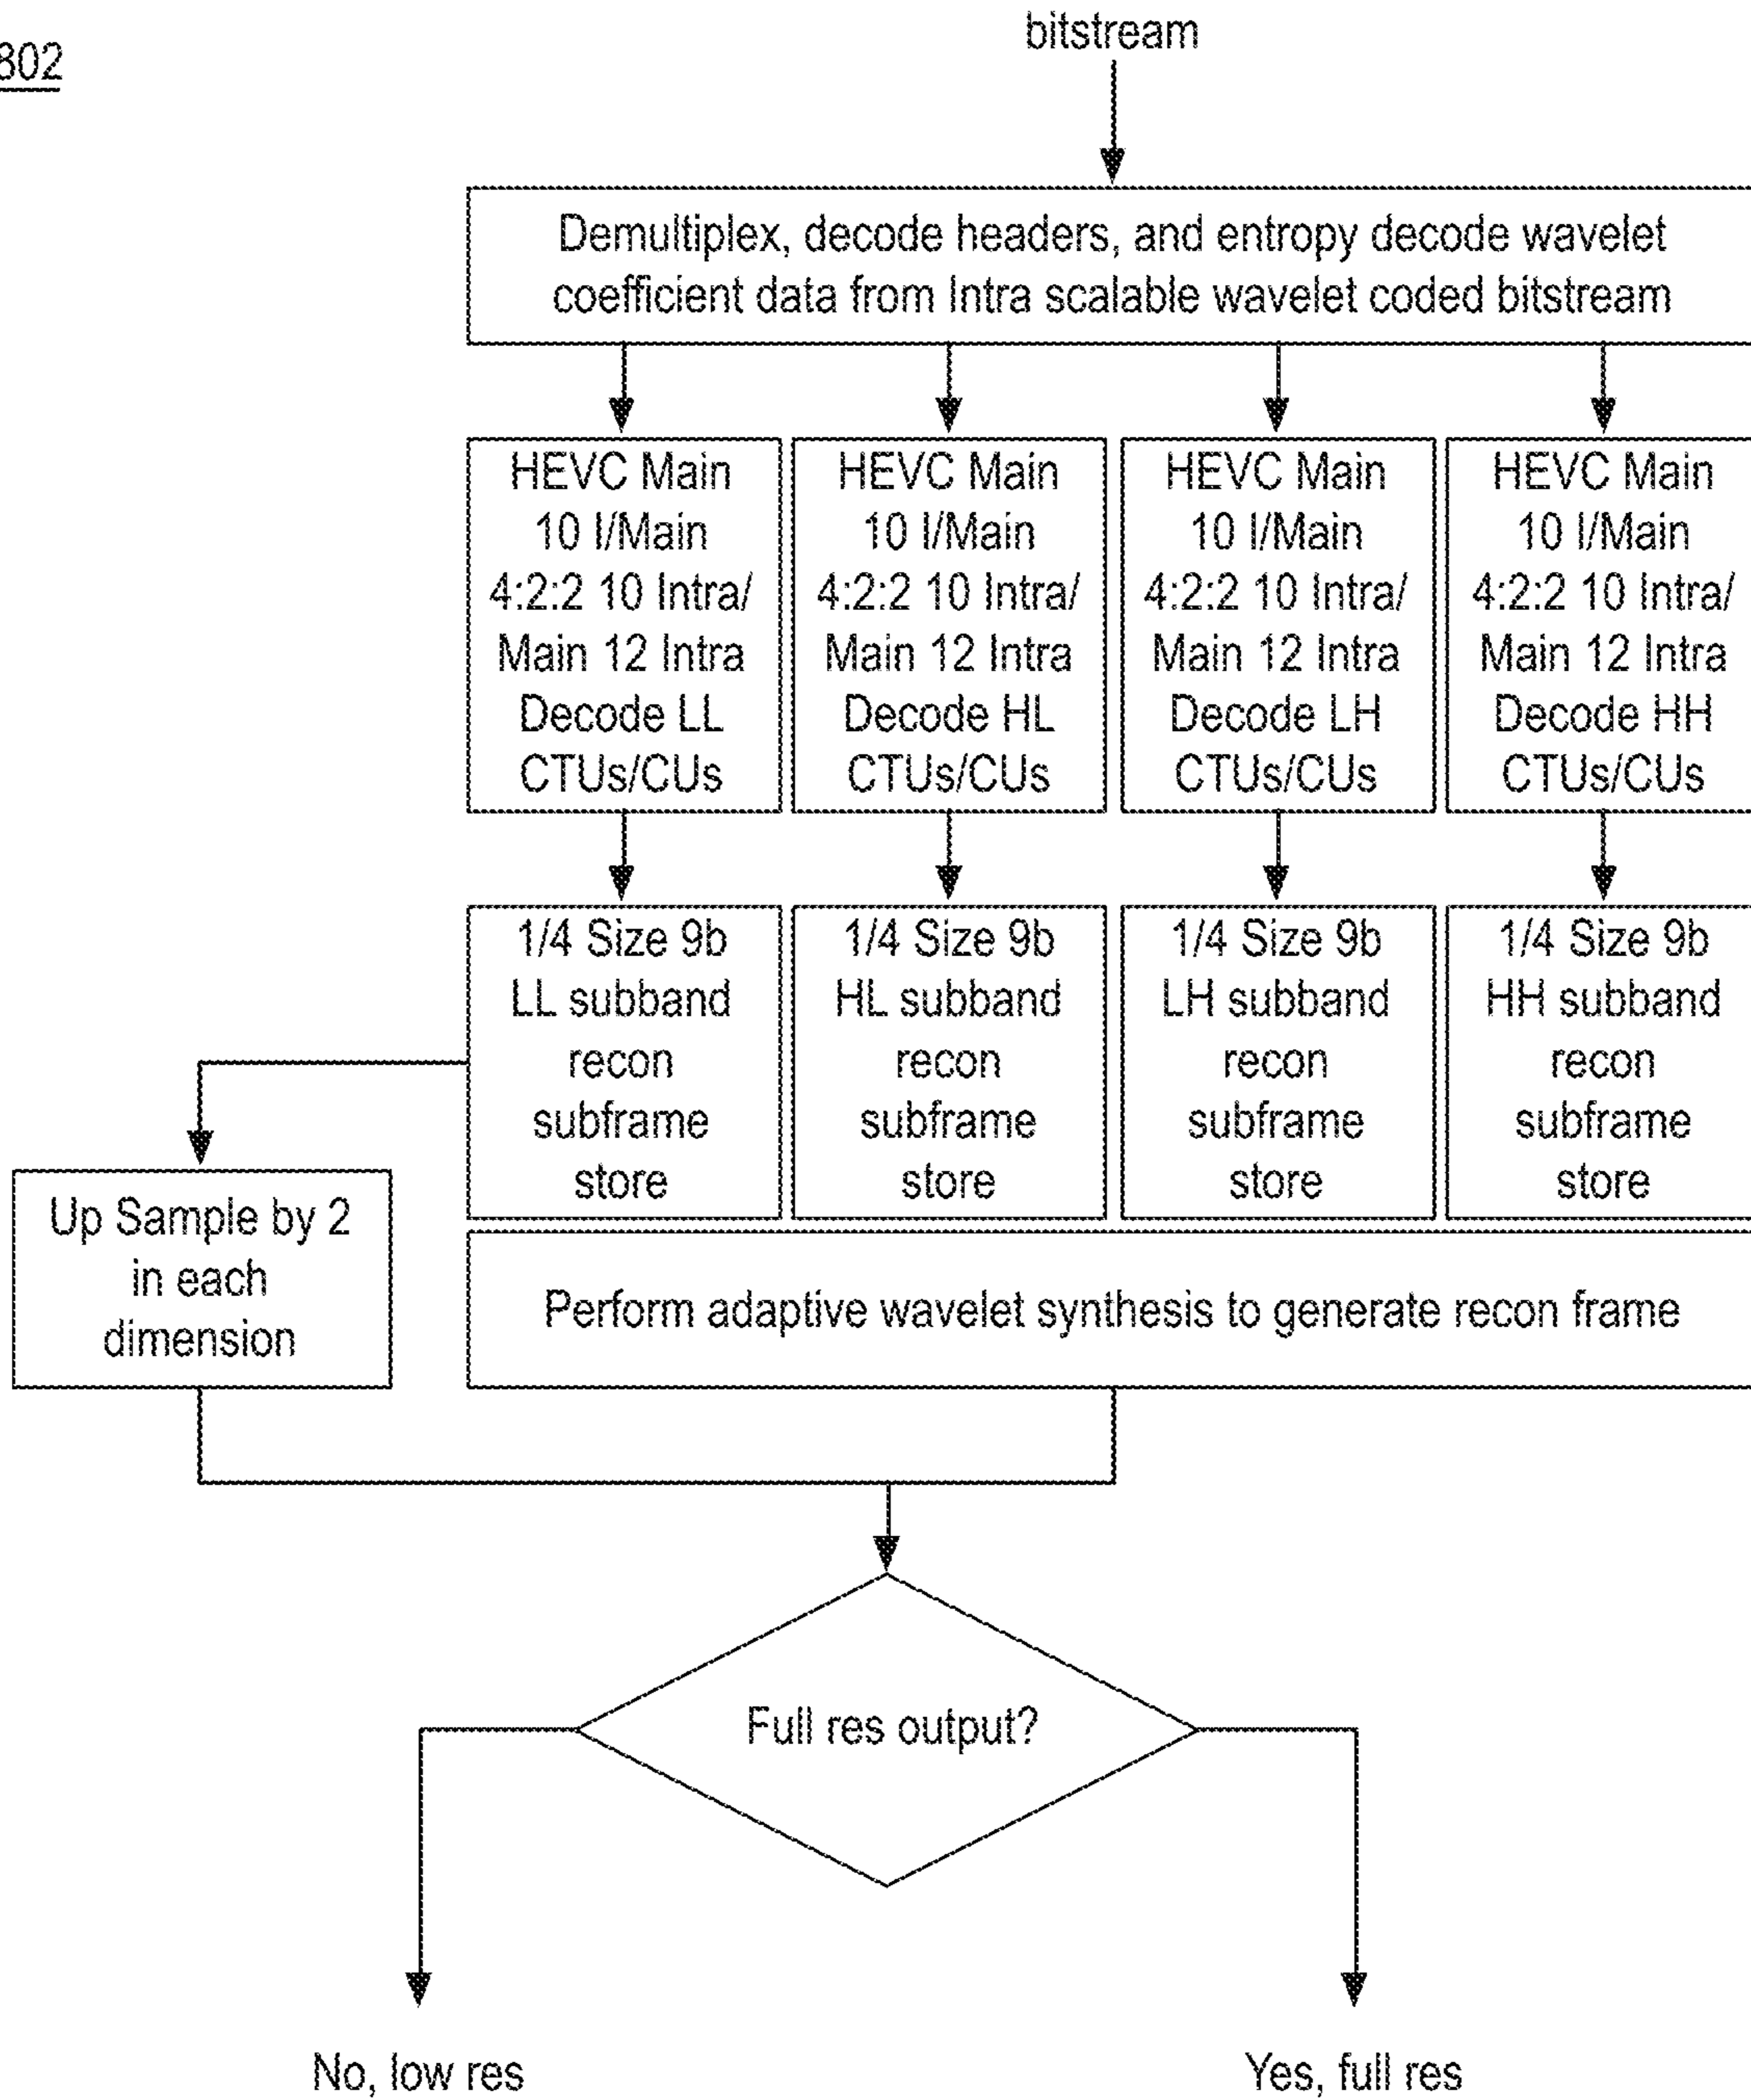 802
bitstream
Demultiplex, decode headers, and entropy decode wavelet
coefficient data from Intra scalable wavelet coded bitstream
HEVC Main
10 I/Main
4:2:2 10 Intra/
Main 12 Intra
Decode LL
CTUs/CUs
HEVC Main
10 I/Main
4:2:2 10 Intra/
Main 12 Intra
Decode HL
CTUs/CUs
HEVC Main
10 I/Main
4:2:2 10 Intra/
Main 12 Intra
Decode LH
CTUs/CUs
HEVC Main
10 I/Main
4:2:2 10 Intra/
Main 12 Intra
Decode HH
CTUs/CUs
1/4 Size 9b
LL subband
recon
subframe
store
1/4 Size 9b
HL subband
recon
subframe
store
1/4 Size 9b
LH subband
recon
subframe
store
1/4 Size 9b
HH subband
recon
subframe
store
Up Sample by 2
in each
dimension
Perform adaptive wavelet synthesis to generate recon frame
Full res output?
No, low res
Yes, full res